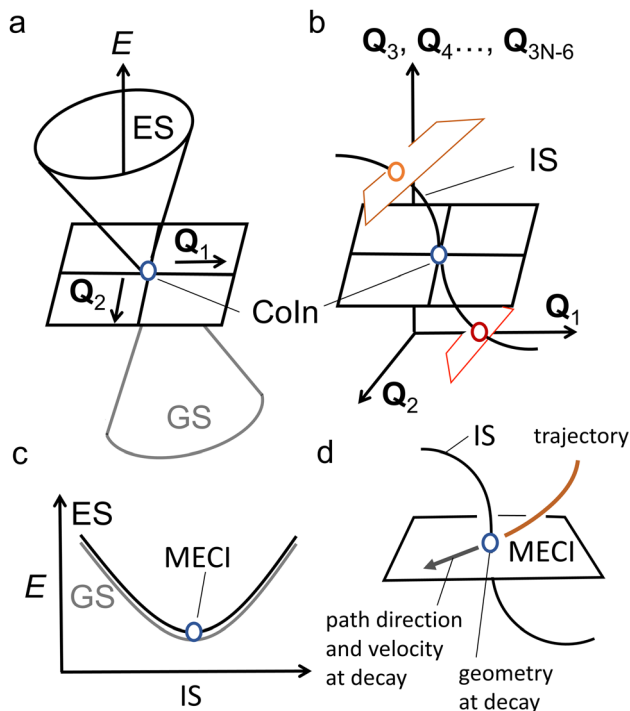 a
E
ES
Q1
Q2
CoIn
GS
b
Q3, Q4..., Q3N-6
IS
Q1
Q2
c
ES
GS
E
MECI
IS
d
IS
trajectory
MECI
path direction
and velocity
at decay
geometry
at decay